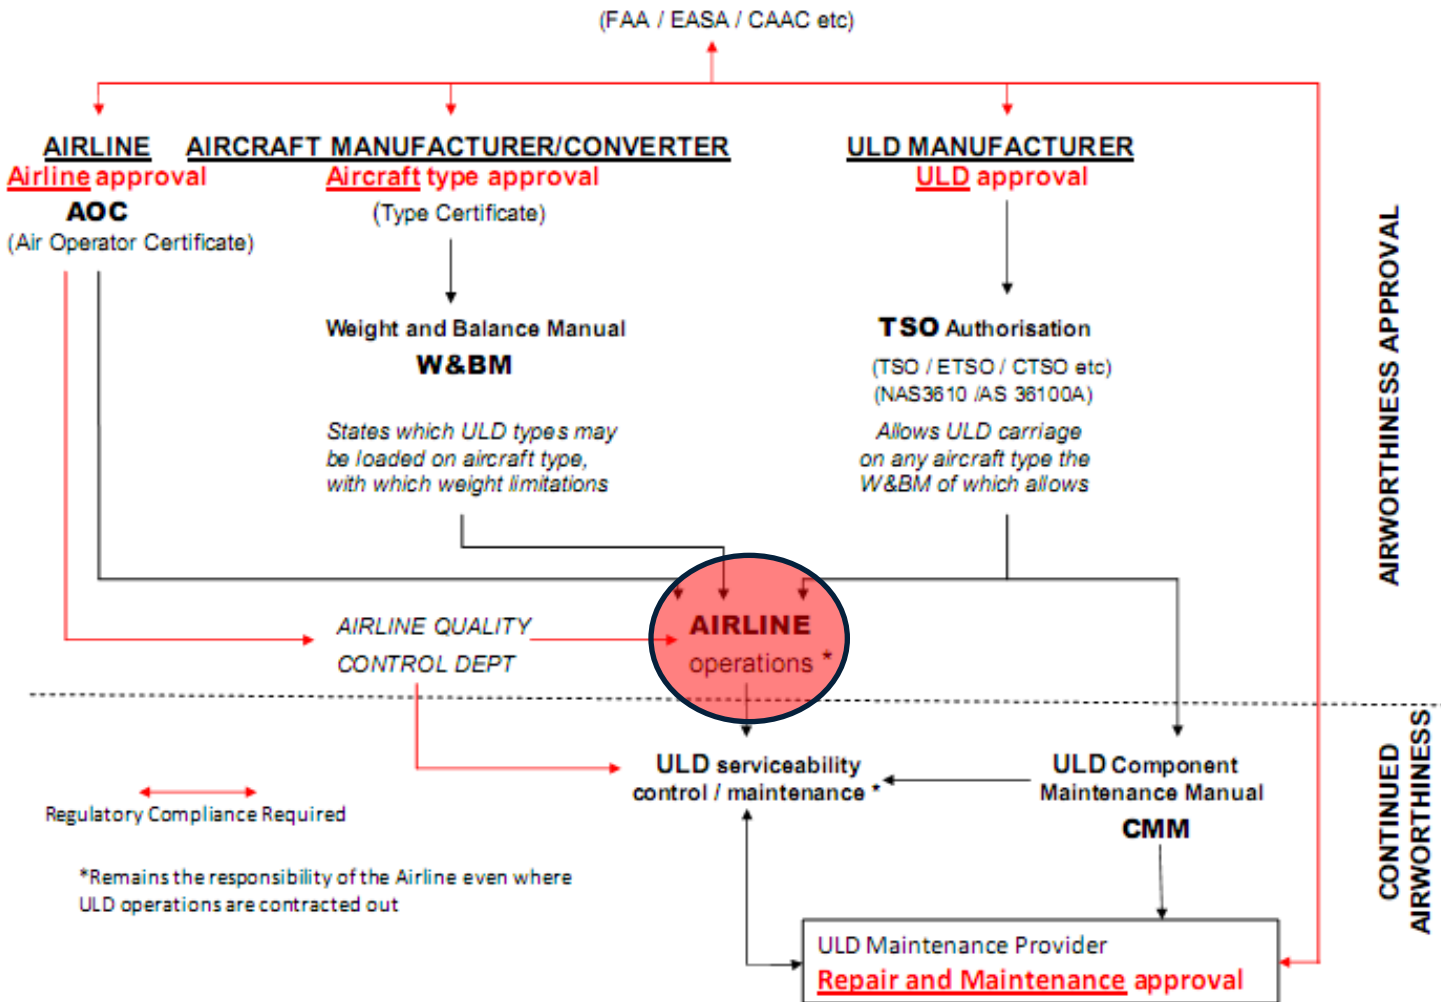 (FAA / EASA / CAAC etc)
AIRLINE
AIRCRAFT MANUFACTURER/CONVERTER
ULD MANUFACTURER
Airline approval
Aircraft type approval
ULD approval
AOC
(Type Certificate)
(Air Operator Certificate)
Weight and Balance Manual
W&BM
TSO Authorisation
(TSO / ETSO / CTSO etc)
(NAS3610 /AS 36100A)
States which ULD types may
be loaded on aircraft type,
with which weight limitations
Allows ULD carriage
on any aircraft type the
W&BM of which allows
AIRWORTHINESS APPROVAL
AIRLINE QUALITY
CONTROL DEPT
AIRLINE
operations *
ULD serviceability
control / maintenance *
ULD Component
Maintenance Manual
CMM
CONTINUED
AIRWORTHINESS
Regulatory Compliance Required
*Remains the responsibility of the Airline even where
ULD operations are contracted out
ULD Maintenance Provider
Repair and Maintenance approval